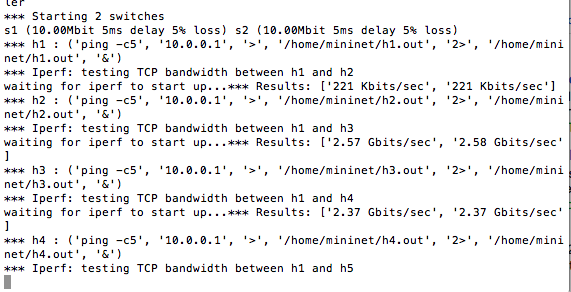 ler
*** Starting 2 switches
s1 (10.00Mbit 5ms delay 5% loss) s2 (10.00Mbit 5ms delay 5% loss)
*** h1 : ('ping -c5', '10.0.0.1', '>', '/home/mininet/h1.out', '2>', '/home/mini
net/h1.out', '&')
*** Iperf: testing TCP bandwidth between h1 and h2
waiting for iperf to start up...*** Results: ['221 Kbits/sec', '221 Kbits/sec']
*** h2 : ('ping -c5', '10.0.0.1', '>', '/home/mininet/h2.out', '2>', '/home/mini
net/h2.out', '&')
*** Iperf: testing TCP bandwidth between h1 and h3
waiting for iperf to start up...*** Results: ['2.57 Gbits/sec', '2.58 Gbits/sec'
]
*** h3 : ('ping -c5', '10.0.0.1', '>', '/home/mininet/h3.out', '2>', '/home/mini
net/h3.out', '&')
*** Iperf: testing TCP bandwidth between h1 and h4
waiting for iperf to start up...*** Results: ['2.37 Gbits/sec', '2.37 Gbits/sec'
]
*** h4 : ('ping -c5', '10.0.0.1', '>', '/home/mininet/h4.out', '2>', '/home/mini
net/h4.out', '&')
*** Iperf: testing TCP bandwidth between h1 and h5